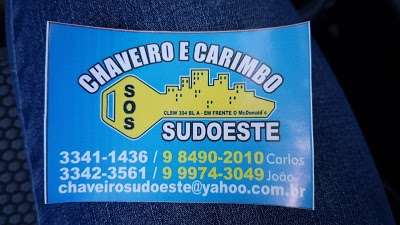 CHAVEIRO E CARIMBO
SOS
CLSW 304 BL A - EM FRENTE O McDonald's
SUDOESTE
3341-1436 / 9 8490-2010 Carlos
3342-3561 / 9 9974-3049 João
chaveirosudoeste@yahoo.com.br